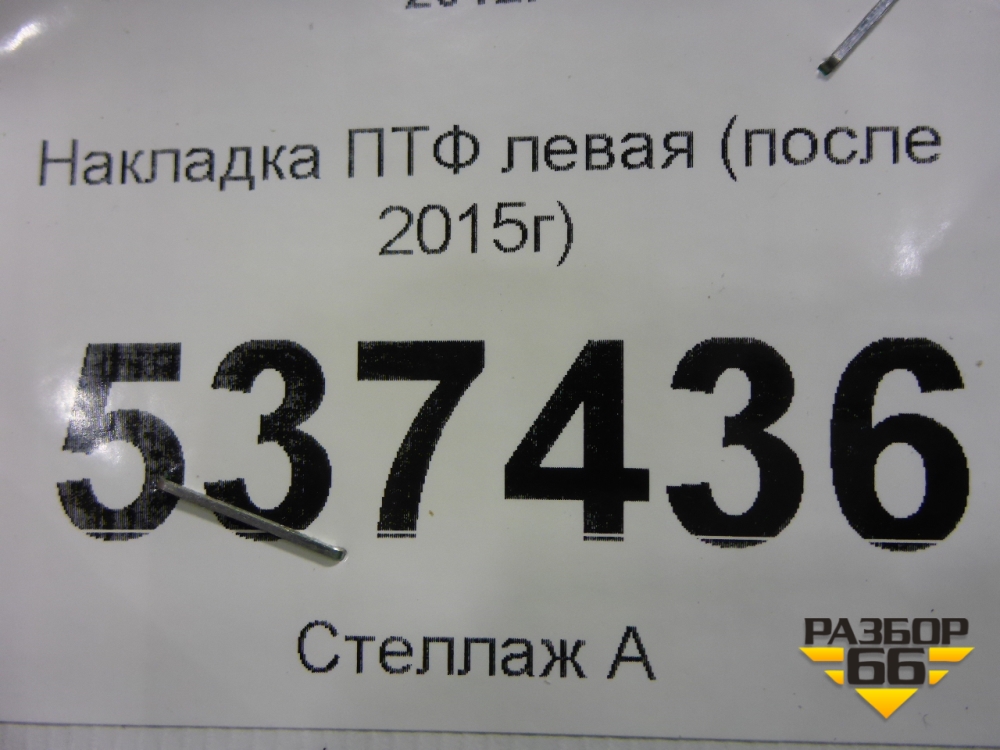 Накладка ПТФ левая (после
2015г)
537436
Стеллаж А
РАЗБОР
66